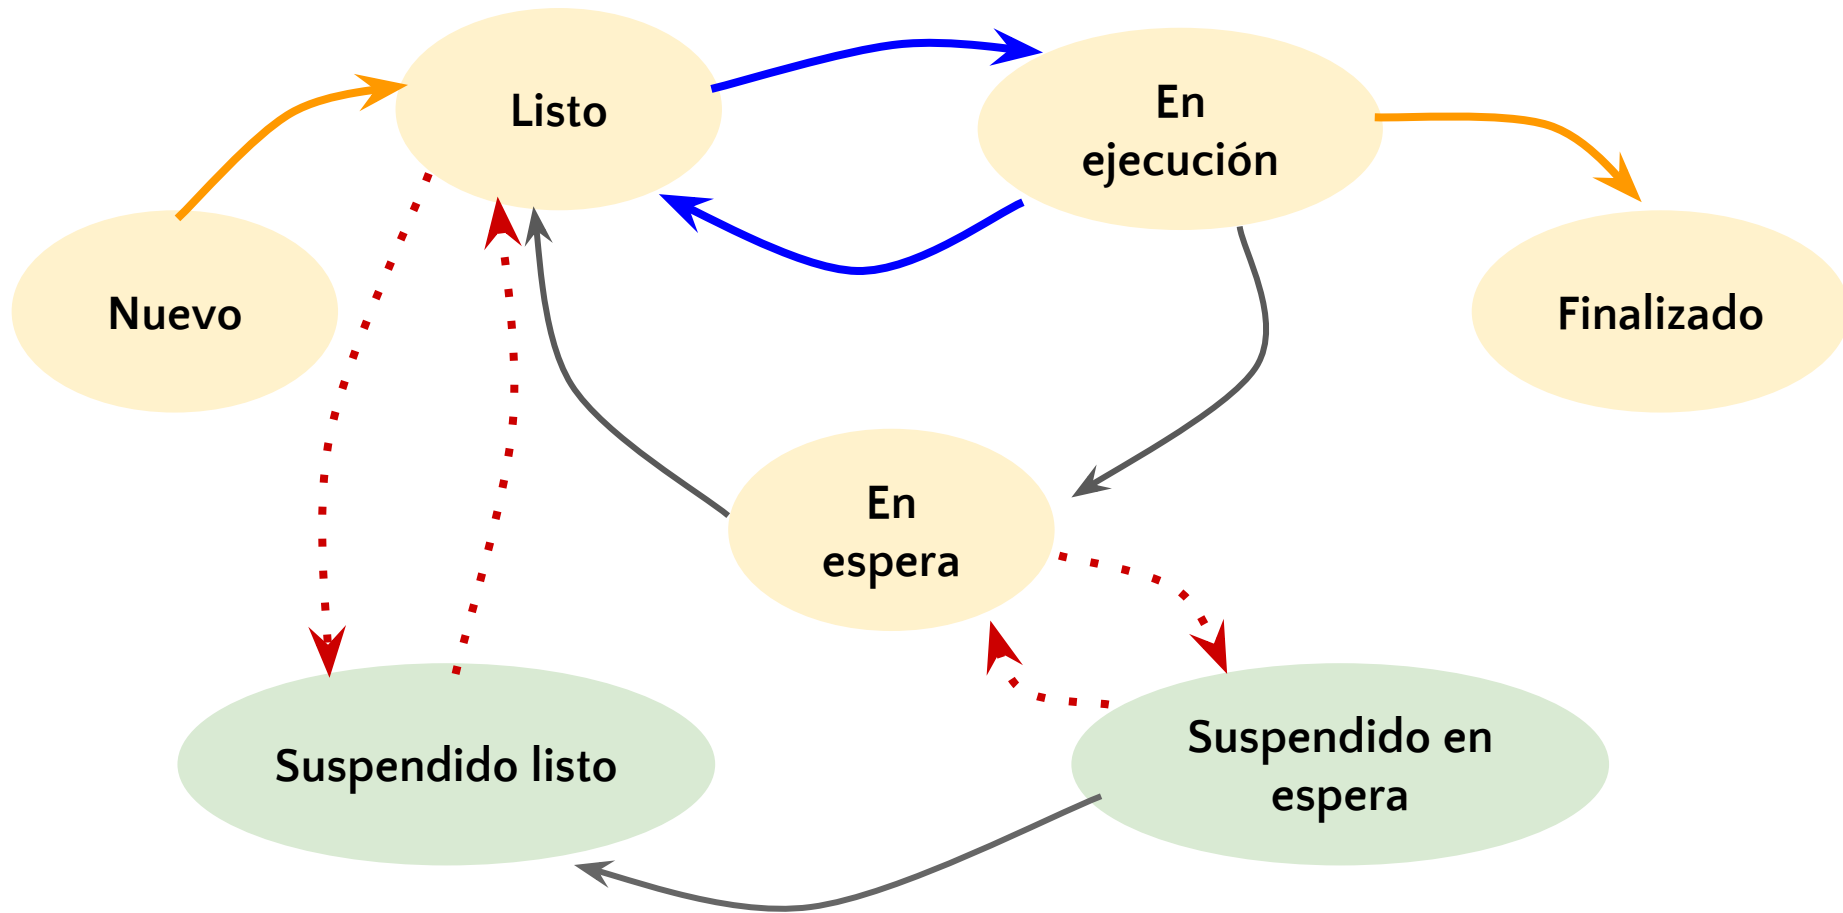 Listo
En
ejecución
Nuevo
Finalizado
En
espera
Suspendido listo
Suspendido en
espera